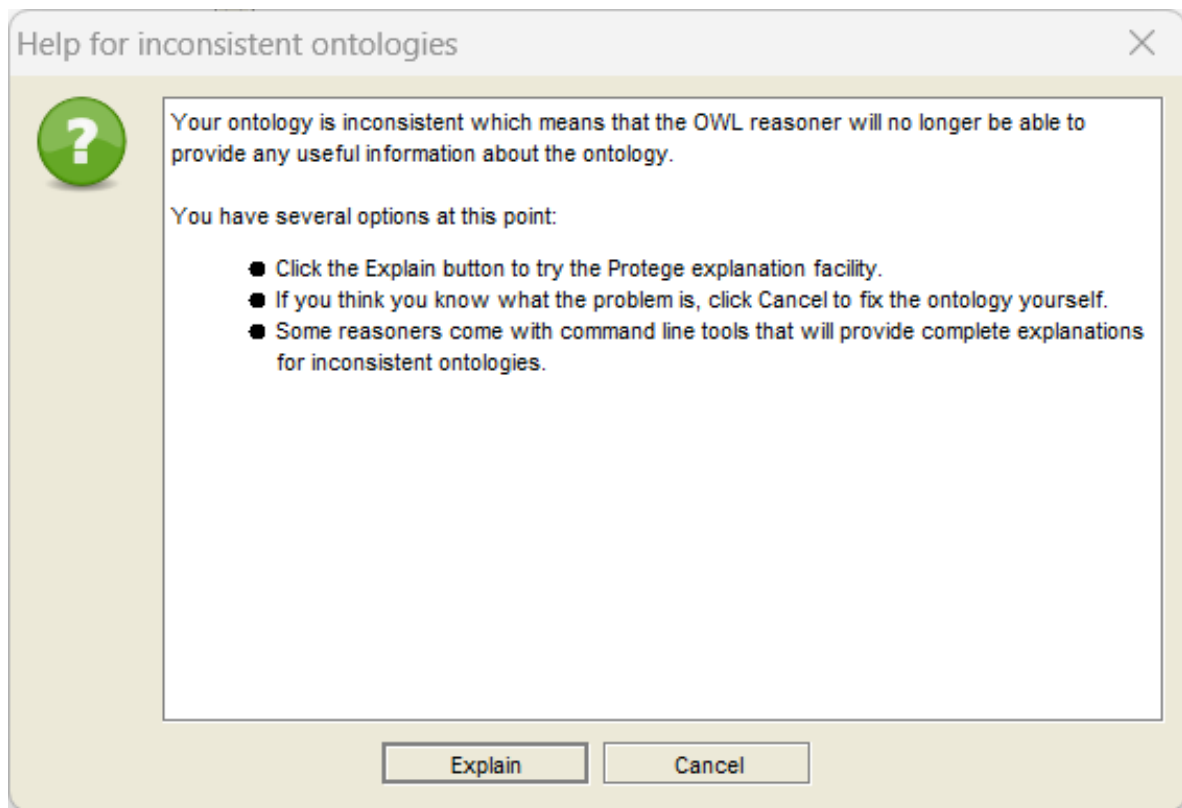 Help for inconsistent ontologies
?
Your ontology is inconsistent which means that the OWL reasoner will no longer be able to
provide any useful information about the ontology.
You have several options at this point:
● Click the Explain button to try the Protege explanation facility.
● If you think you know what the problem is, click Cancel to fix the ontology yourself.
● Some reasoners come with command line tools that will provide complete explanations
for inconsistent ontologies.
Explain
Cancel